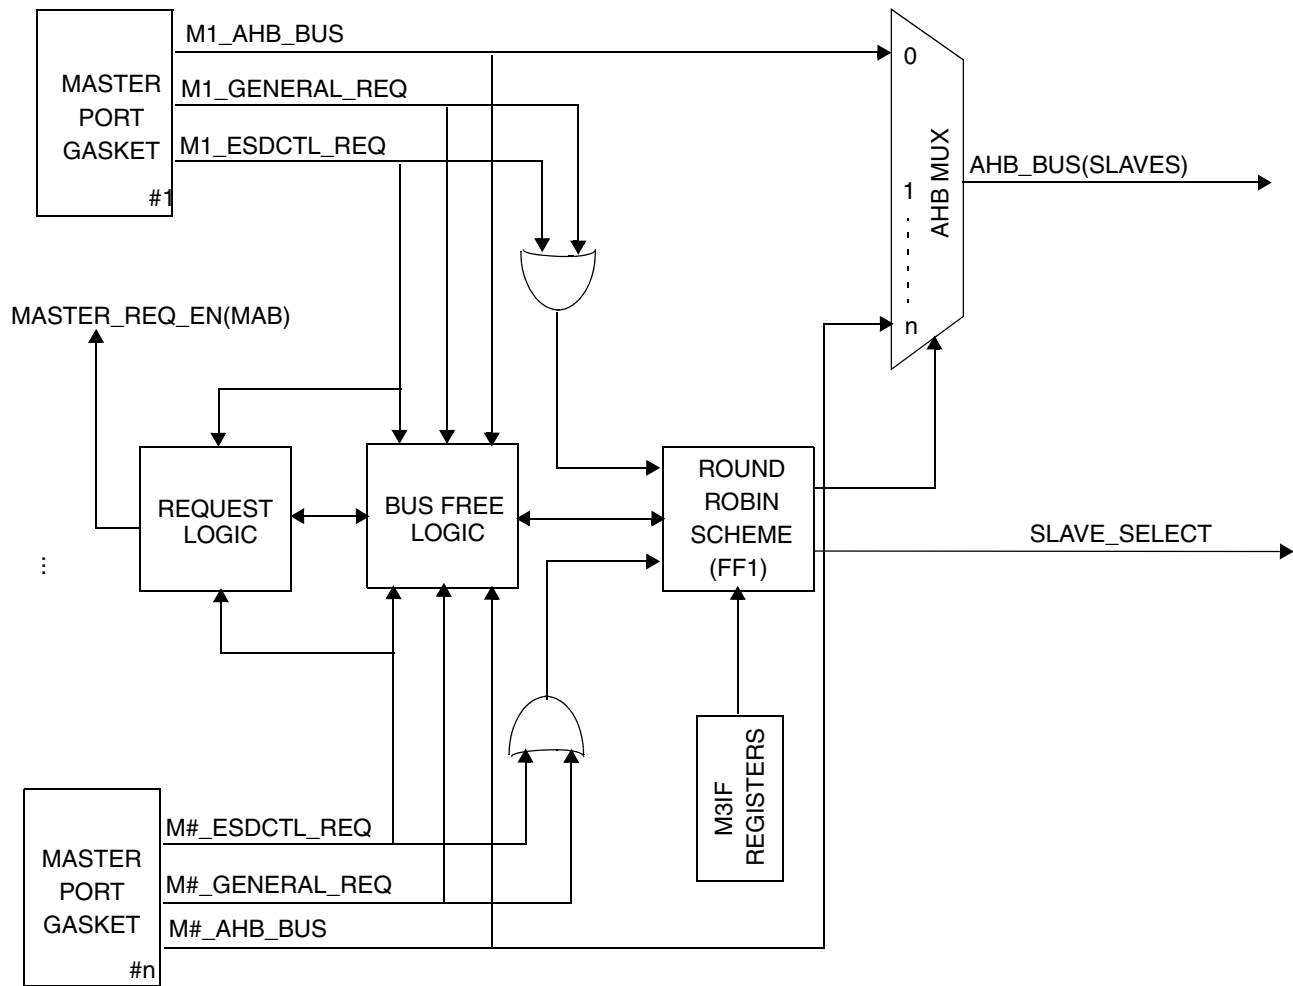 M1_AHB_BUS
MASTER
PORT
GASKET
#1
M1_GENERAL_REQ
M1_ESDCTL_REQ
0
1
n
AHB MUX
AHB_BUS(SLAVES)
MASTER_REQ_EN(MAB)
REQUEST
LOGIC
BUS FREE
LOGIC
ROUND
ROBIN
SCHEME
(FF1)
SLAVE_SELECT
...
M3IF
REGISTERS
MASTER
PORT
GASKET
#n
M#_ESDCTL_REQ
M#_GENERAL_REQ
M#_AHB_BUS